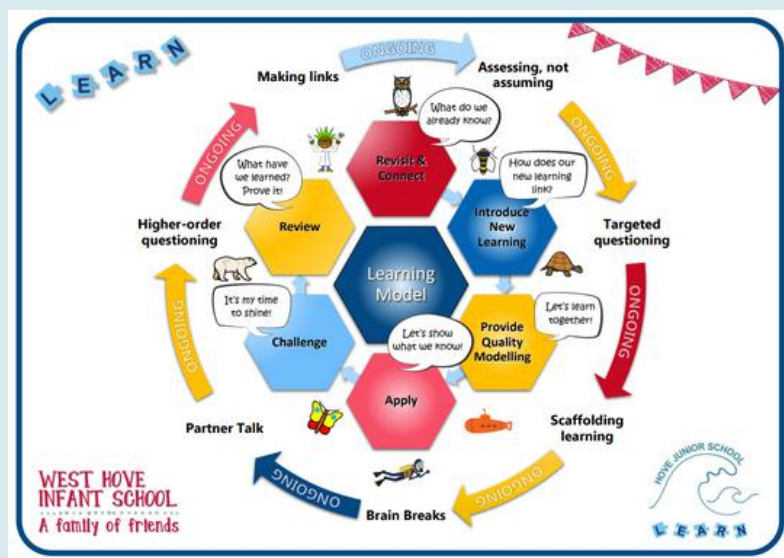 LEARN
Making links
ONGOING
Assessing, not
assuming
ONGOING
Targeted
questioning
ONGOING
Scaffolding
learning
ONGOING
Brain Breaks
ONGOING
Partner Talk
ONGOING
Higher-order
questioning
ONGOING
What do we
already know?
Revisit &
Connect
How does our
new learning
link?
Introduce
New
Learning
Let's learn
together!
Provide
Quality
Modelling
Let's show
what we know!
Apply
It's my time
to shine!
Challenge
What have
we learned?
Prove it!
Review
Learning
Model
WEST HOVE
INFANT SCHOOL
A family of friends
HOVE JUNIOR SCHOOL
LEARN